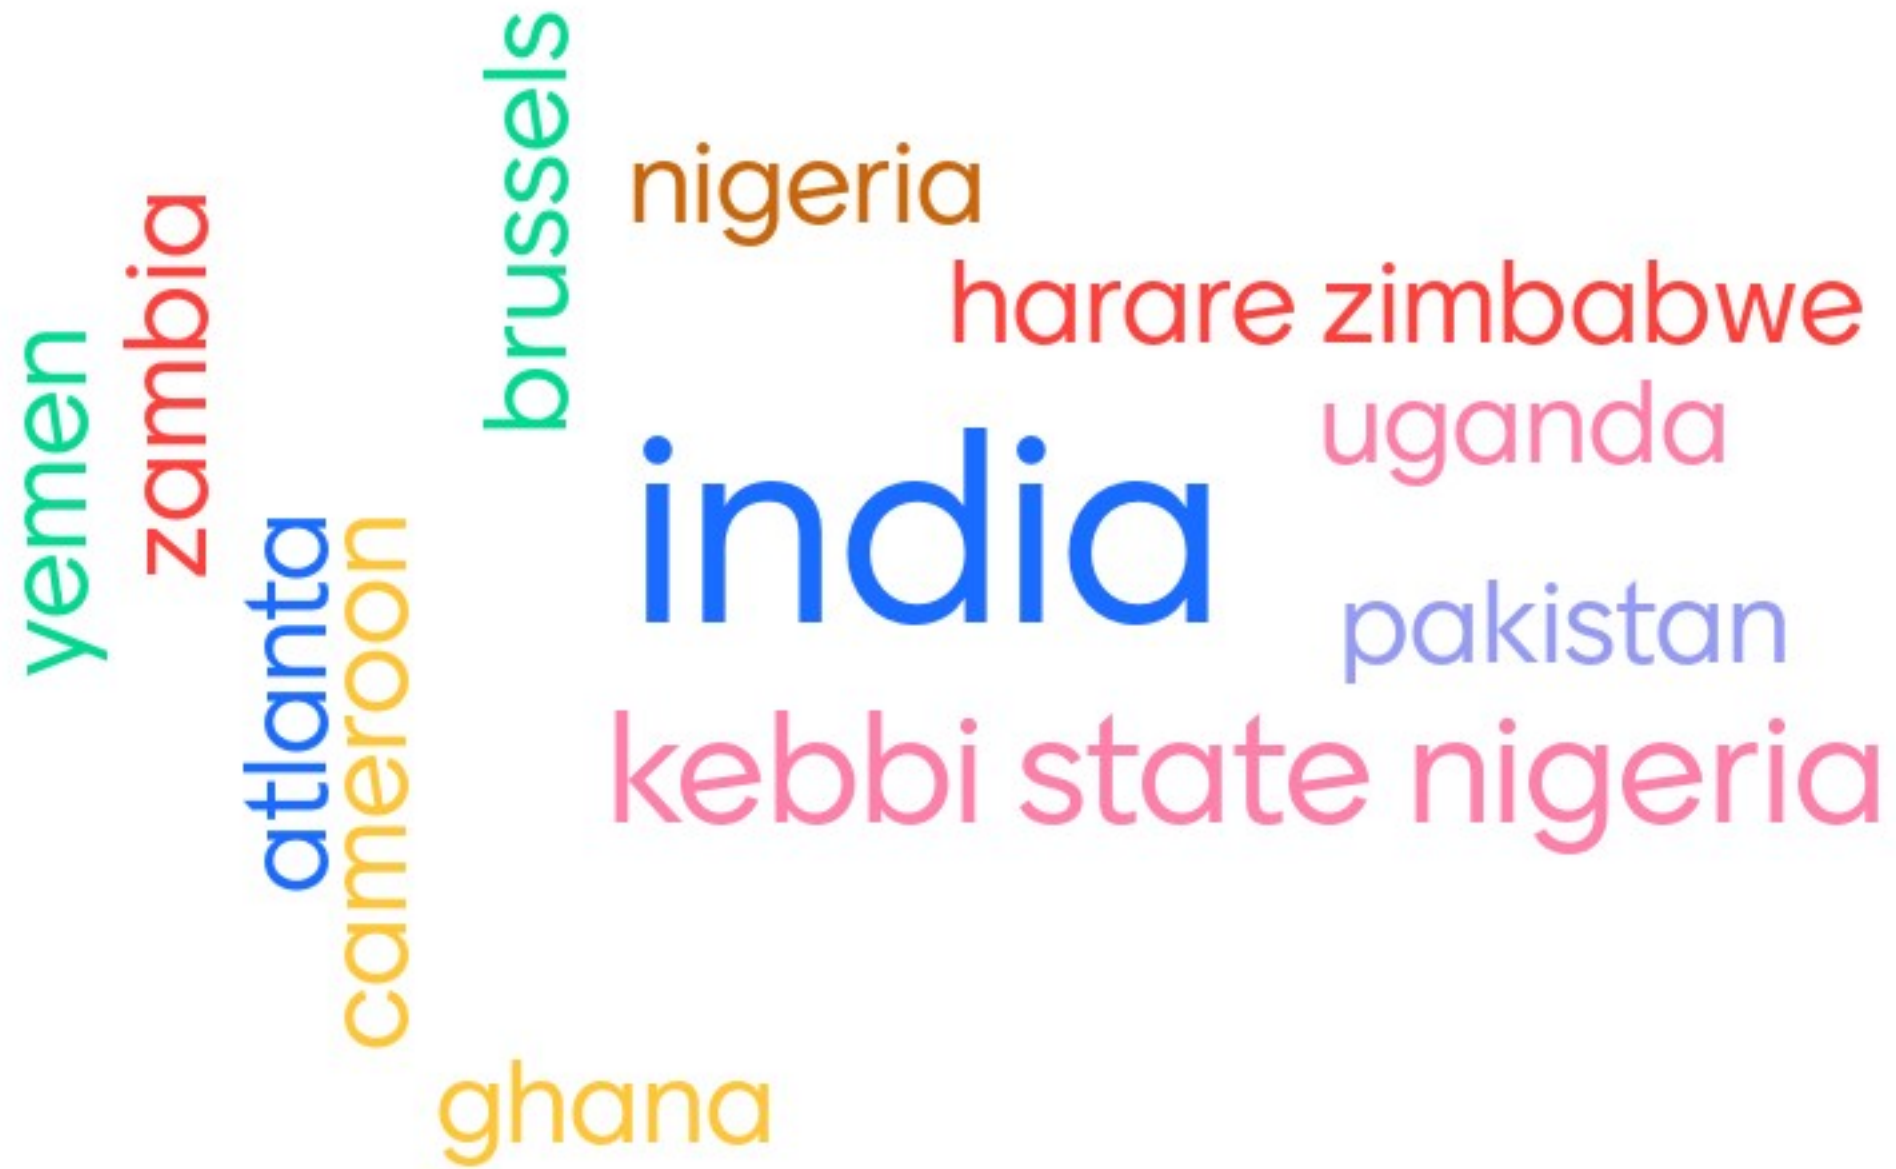 brussels
nigeria
zambia
harare zimbabwe
yemen
uganda
india
atlanta
cameroon
pakistan
kebbi state nigeria
ghana